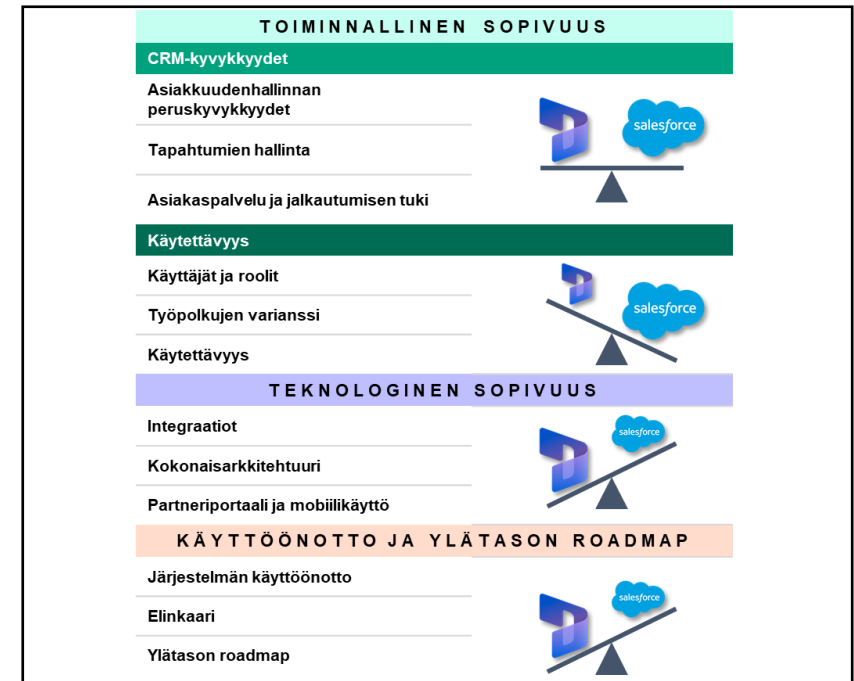 TOIMINNALLINEN SOPIVUUS
CRM-kyvykkyydet
Asiakkuudenhallinnan
peruskyvykkyydet
Tapahtumien hallinta
Asiakaspalvelu ja jalkautumisen tuki
salesforce
Käytettävyys
Käyttäjät ja roolit
Työpolkujen varianssi
Käytettävyys
salesforce
TEKNOLOGINEN SOPIVUUS
Integraatiot
Kokonaisarkkitehtuuri
Partneriportaali ja mobiilikäyttö
salesforce
KÄYTTÖÖNOTTO JA YLÄTASON ROADMAP
Järjestelmän käyttöönotto
Elinkaari
Ylätason roadmap
salesforce